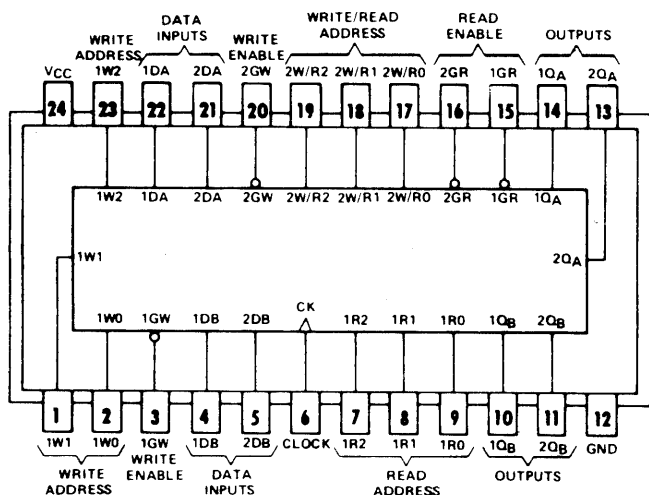 DATA INPUTS
WRITE/READ ADDRESS
READ ENABLE
OUTPUTS
WRITE ADDRESS
WRITE ENABLE
VCC 1W2 1DA 2DA 2GW 2W/R2 2W/R1 2W/R0 2GR 1GR 1QA 2QA
24 23 22 21 20 19 18 17 16 15 14 13
1W2 1DA 2DA 2GW 2W/R2 2W/R1 2W/R0 2GR 1GR 1QA
1W1 2QA
CK
1W0 1GW 1DB 2DB 1R2 1R1 1R0 1QB 2QB
1 2 3 4 5 6 7 8 9 10 11 12
1W1 1W0 1GW 1DB 2DB CLOCK 1R2 1R1 1R0 1QB 2QB GND
WRITE ADDRESS
WRITE ENABLE
DATA INPUTS
READ ADDRESS
OUTPUTS